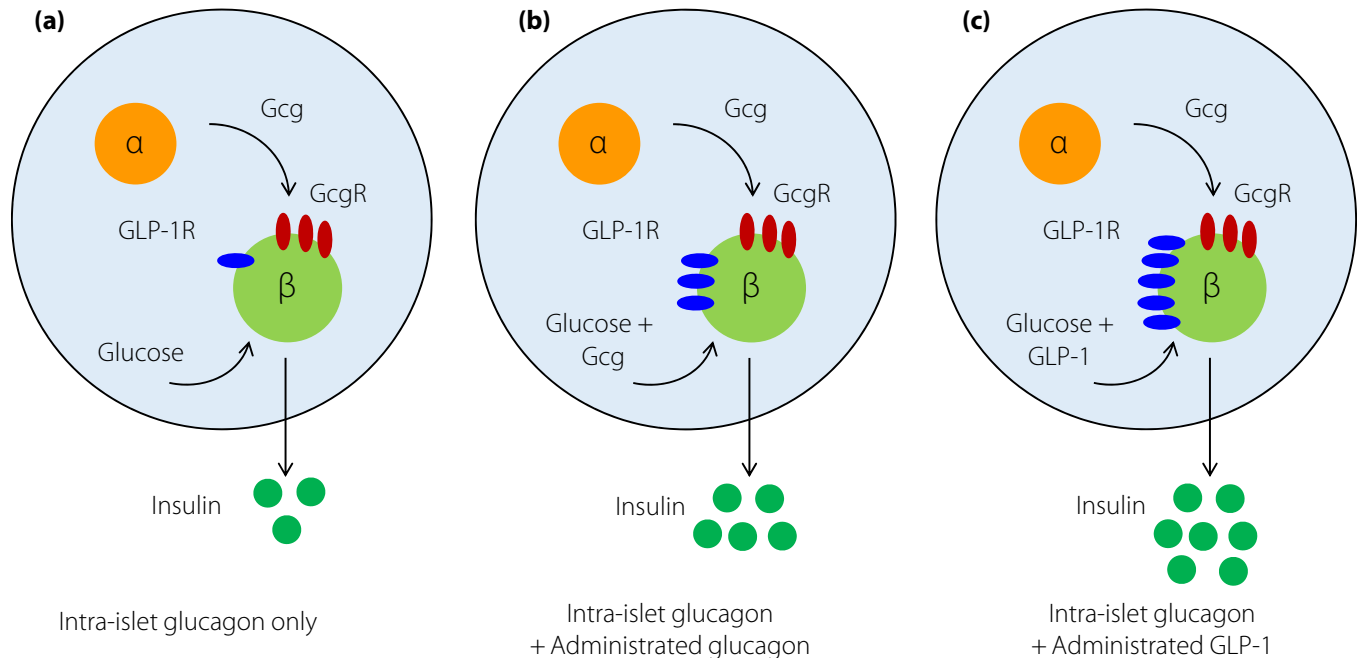 (a)
Gcg
α
GcgR
GLP-1R
β
Glucose
Insulin
Intra-islet glucagon only
(b)
Gcg
α
GcgR
GLP-1R
β
Glucose +
Gcg
Insulin
Intra-islet glucagon
+ Administrated glucagon
(c)
Gcg
α
GcgR
GLP-1R
β
Glucose +
GLP-1
Insulin
Intra-islet glucagon
+ Administrated GLP-1